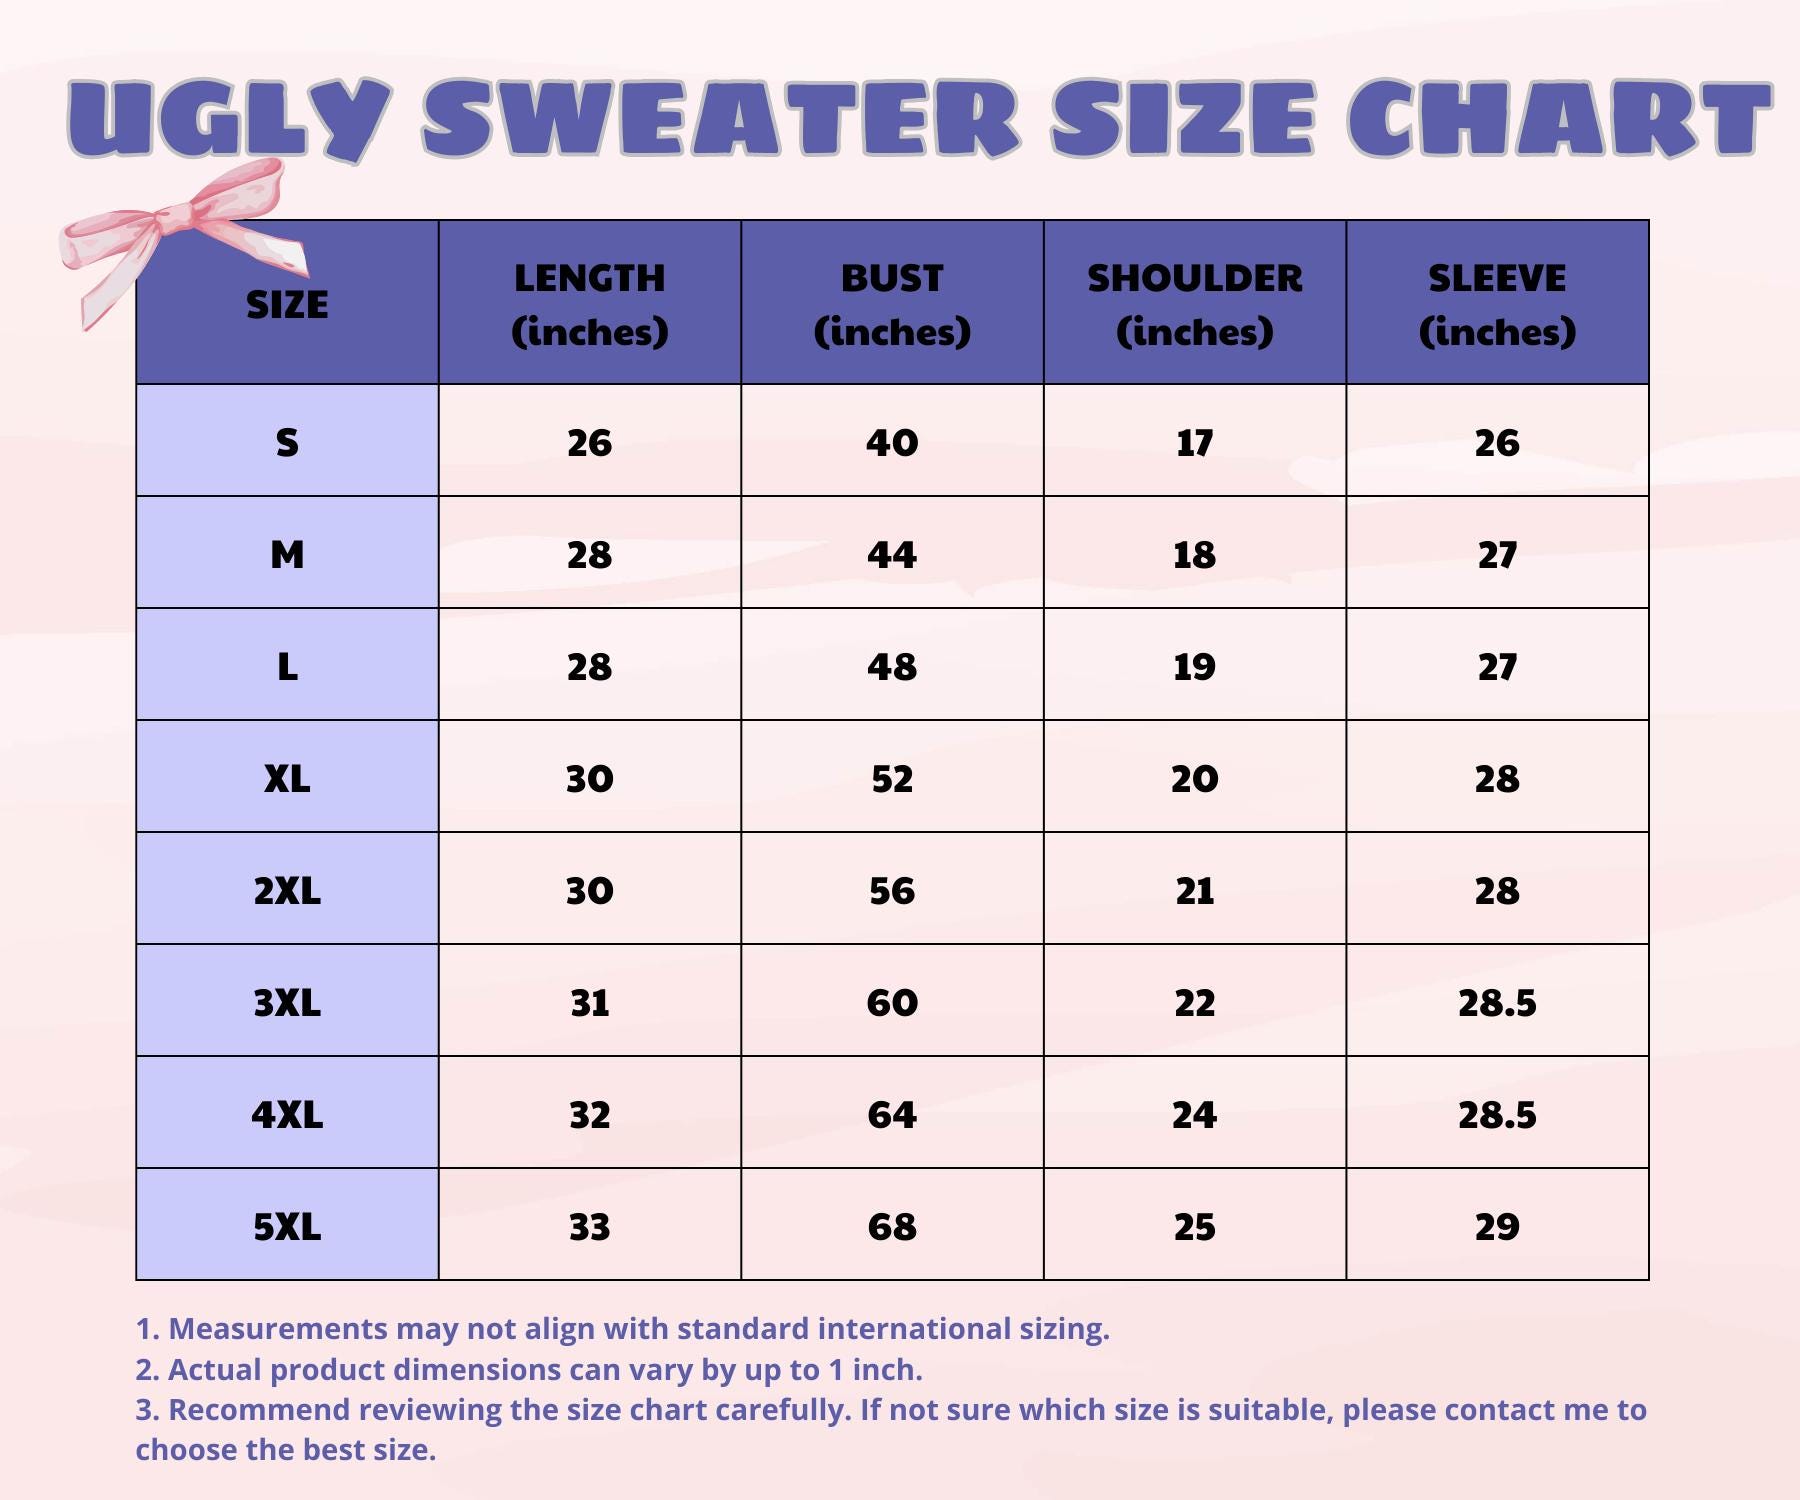 UGLY SWEATER SIZE CHART
SIZE LENGTH (inches) BUST (inches) SHOULDER (inches) SLEEVE (inches)
S 26 40 17 26
M 28 44 18 27
L 28 48 19 27
XL 30 52 20 28
2XL 30 56 21 28
3XL 31 60 22 28.5
4XL 32 64 24 28.5
5XL 33 68 25 29
1. Measurements may not align with standard international sizing.
2. Actual product dimensions can vary by up to 1 inch.
3. Recommend reviewing the size chart carefully. If not sure which size is suitable, please contact me to
choose the best size.